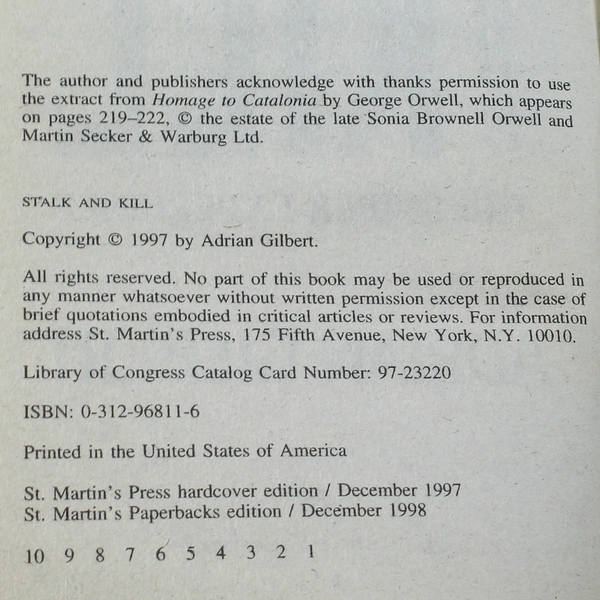 The author and publishers acknowledge with thanks permission to use
the extract from Homage to Catalonia by George Orwell, which appears
on pages 219–222, © the estate of the late Sonia Brownell Orwell and
Martin Secker & Warburg Ltd.
STALK AND KILL
Copyright © 1997 by Adrian Gilbert.
All rights reserved. No part of this book may be used or reproduced in
any manner whatsoever without written permission except in the case of
brief quotations embodied in critical articles or reviews. For information
address St. Martin's Press, 175 Fifth Avenue, New York, N.Y. 10010.
Library of Congress Catalog Card Number: 97-23220
ISBN: 0-312-96811-6
Printed in the United States of America
St. Martin's Press hardcover edition / December 1997
St. Martin's Paperbacks edition / December 1998
10 9 8 7 6 5 4 3 2 1